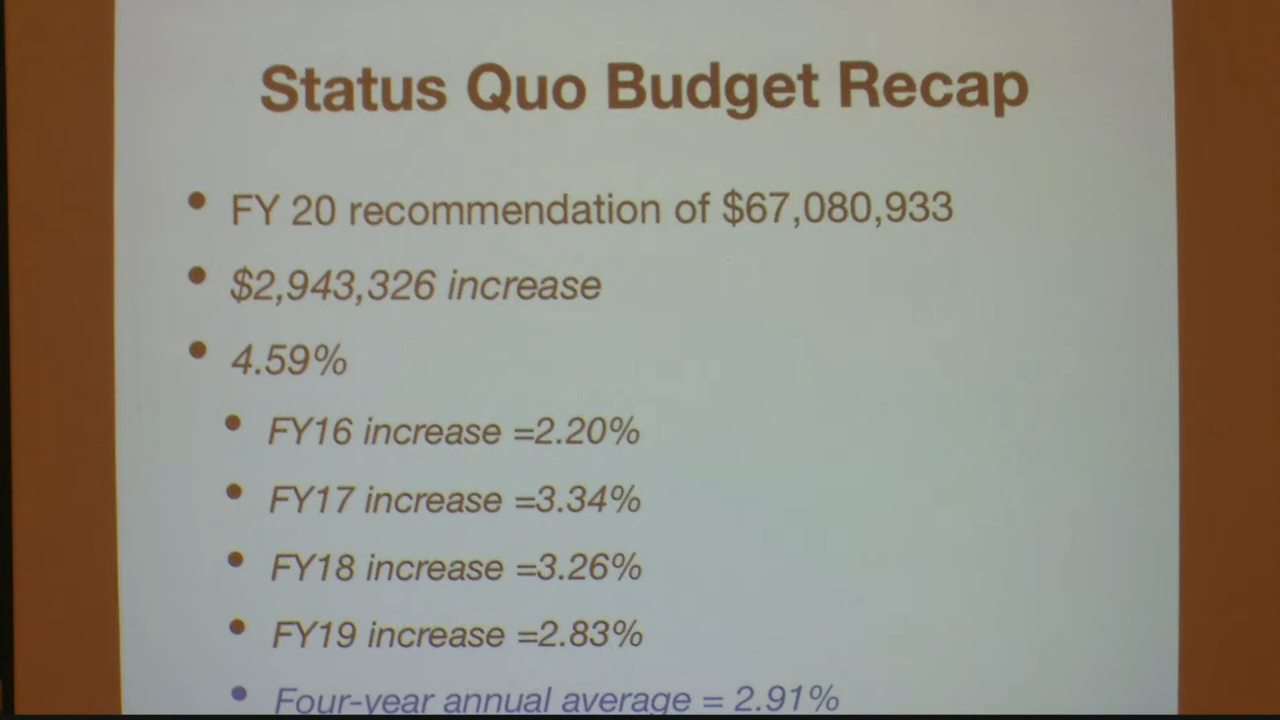 Status Quo Budget Recap
• FY 20 recommendation of $67,080,933
• $2,943,326 increase
• 4.59%
• FY16 increase =2.20%
• FY17 increase =3.34%
• FY18 increase =3.26%
• FY19 increase =2.83%
• Four-year annual average = 2.91%